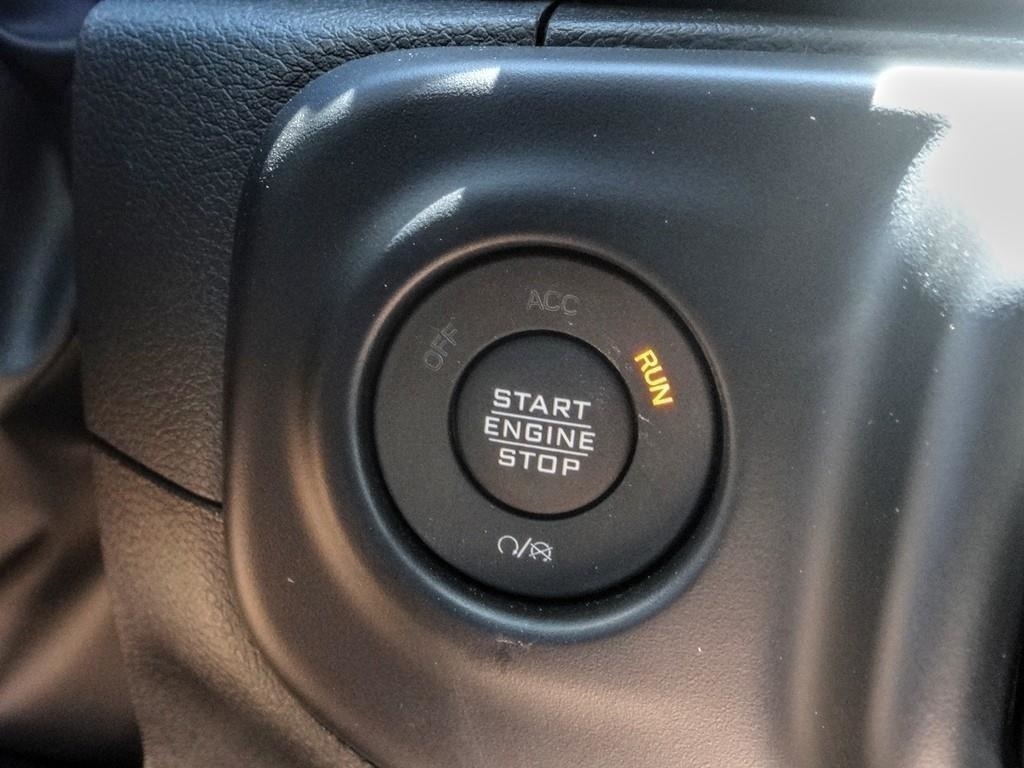 ACC
OFF
RUN
START
ENGINE
STOP